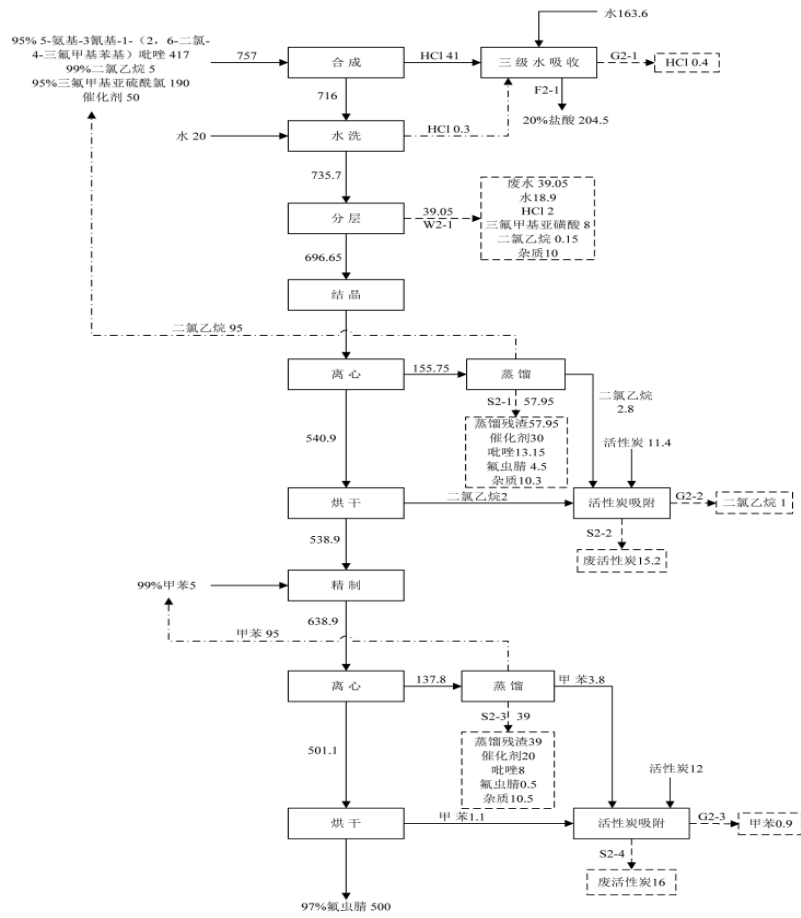 水163.6
95% 5-氨基-3氰基-1-（2，6-二氯-
4-三氟甲基苯基）吡唑 417
99%二氯乙烷 5
95%三氟甲基亚硫酰氯 190
催化剂 50
757
合成
HCl 41
三级水吸收
G2-1
HCl 0.4
716
F2-1
20%盐酸 204.5
水 20
水洗
HCl 0.3
735.7
分层
39.05
W2-1
废水 39.05
水18.9
HCl 2
三氟甲基亚磺酸 8
二氯乙烷 0.15
杂质10
696.65
结晶
二氯乙烷 95
离心
155.75
蒸馏
二氯乙烷
2.8
S2-1 57.95
蒸馏残渣57.95
催化剂30
吡唑13.15
氟虫腈 4.5
杂质10.3
活性炭 11.4
540.9
烘干
二氯乙烷2
活性炭吸附
G2-2
二氯乙烷 1
S2-2
废活性炭15.2
538.9
99%甲苯5
精制
638.9
甲苯 95
离心
137.8
蒸馏
甲 苯3.8
S2-3 39
蒸馏残渣39
催化剂20
吡唑8
氟虫腈0.5
杂质10.5
501.1
活性炭12
烘干
甲 苯1.1
活性炭吸附
G2-3
甲苯0.9
S2-4
废活性炭16
97%氟虫腈 500